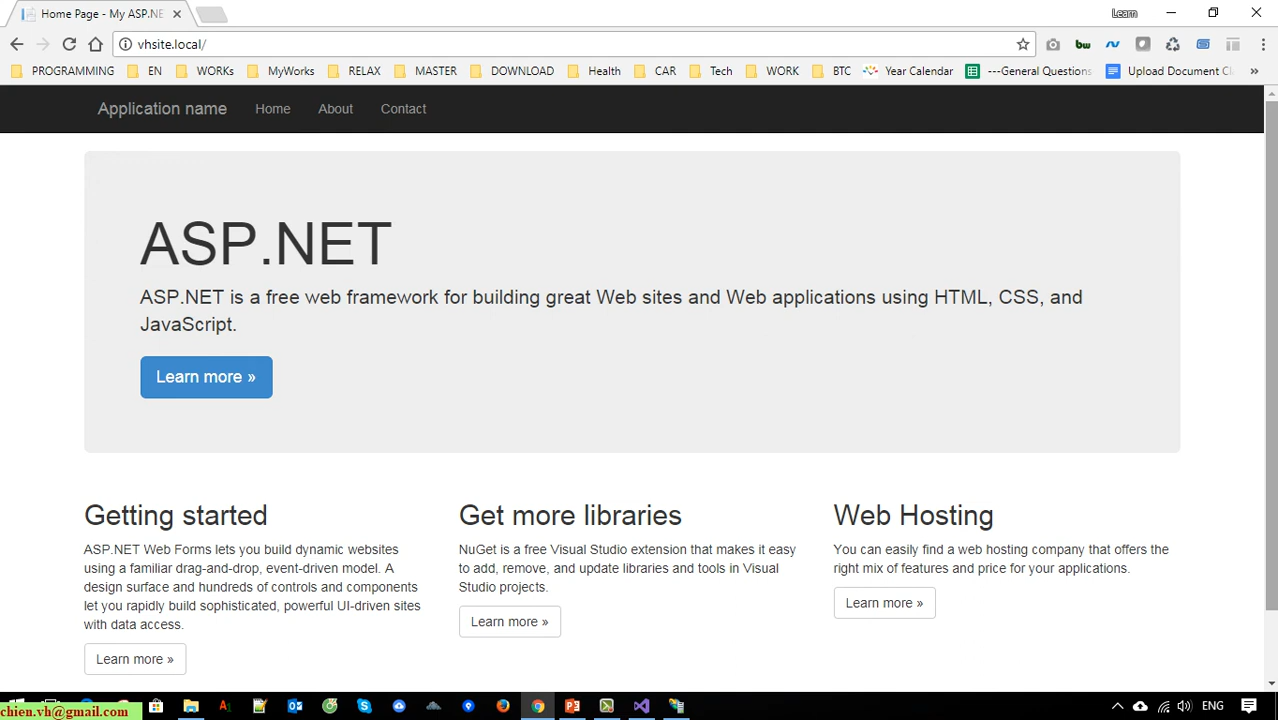 Home Page - My ASP.NE
Learn
vhsite.local/
PROGRAMMING EN WORKs MyWorks RELAX MASTER DOWNLOAD Health CAR Tech WORK BTC Year Calendar ---General Questions Upload Document Cl »
Application name Home About Contact
ASP.NET
ASP.NET is a free web framework for building great Web sites and Web applications using HTML, CSS, and
JavaScript.
Learn more »
Getting started
ASP.NET Web Forms lets you build dynamic websites
using a familiar drag-and-drop, event-driven model. A
design surface and hundreds of controls and components
let you rapidly build sophisticated, powerful UI-driven sites
with data access.
Learn more »
Get more libraries
NuGet is a free Visual Studio extension that makes it easy
to add, remove, and update libraries and tools in Visual
Studio projects.
Learn more »
Web Hosting
You can easily find a web hosting company that offers the
right mix of features and price for your applications.
Learn more »
chien.vh@gmail.com
ENG